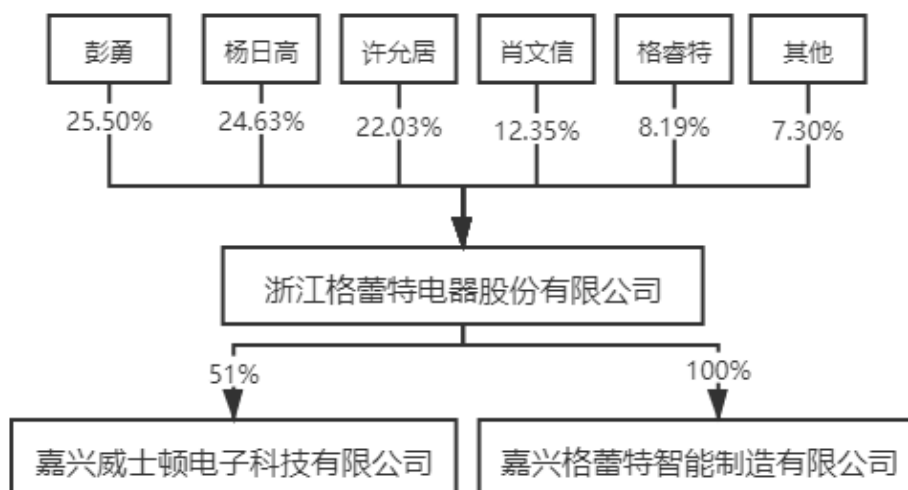 彭勇
杨日高
许允居
肖文信
格睿特
其他
25.50%
24.63%
22.03%
12.35%
8.19%
7.30%
浙江格蕾特电器股份有限公司
51%
100%
嘉兴威士顿电子科技有限公司
嘉兴格蕾特智能制造有限公司